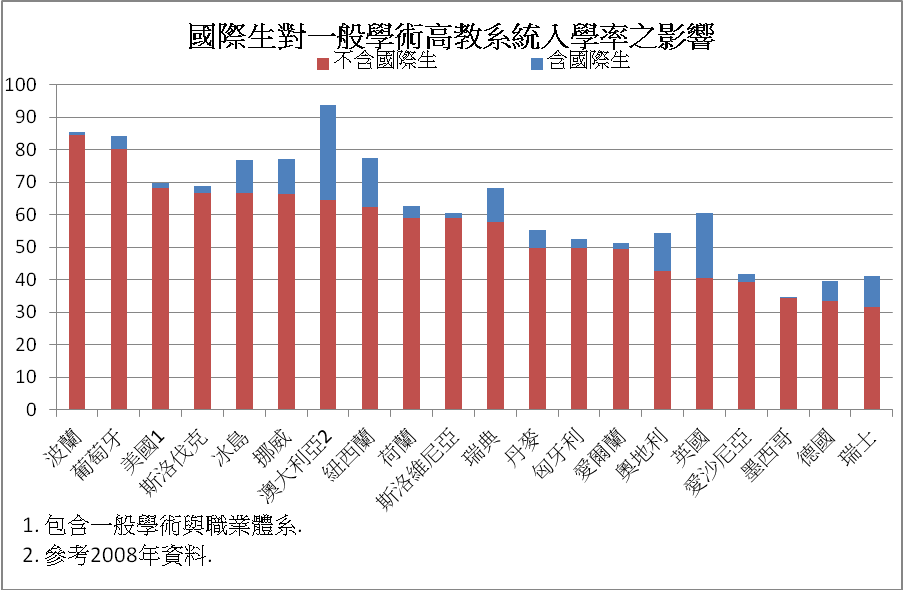 國際生對一般學術高教系統入學率之影響
不含國際生 含國際生
100
90
80
70
60
50
40
30
20
10
0
波蘭
葡萄牙
美國1
斯洛伐克
冰島
挪威
澳大利亞2
紐西蘭
荷蘭
斯洛維尼亞
瑞典
丹麥
匈牙利
愛爾蘭
奧地利
英國
愛沙尼亞
墨西哥
德國
瑞士
1. 包含一般學術與職業體系.
2. 參考2008年資料.